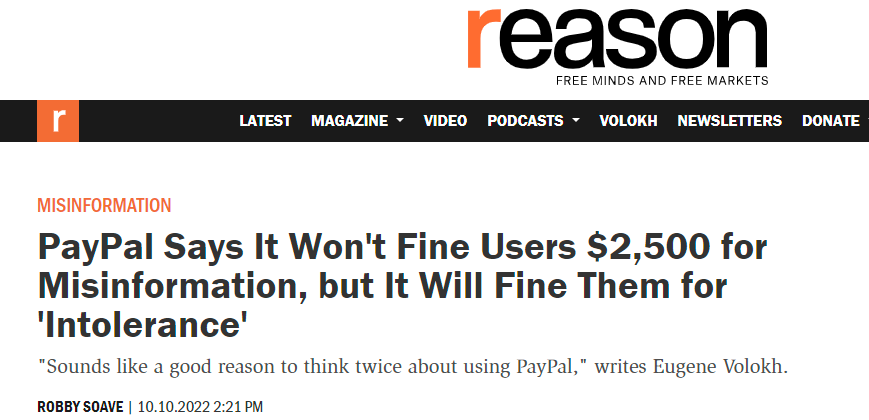 reason
FREE MINDS AND FREE MARKETS
r LATEST MAGAZINE VIDEO PODCASTS VOLOKH NEWSLETTERS DONATE
MISINFORMATION
PayPal Says It Won't Fine Users $2,500 for
Misinformation, but It Will Fine Them for
'Intolerance'
"Sounds like a good reason to think twice about using PayPal," writes Eugene Volokh.
ROBBY SOAVE | 10.10.2022 2:21 PM